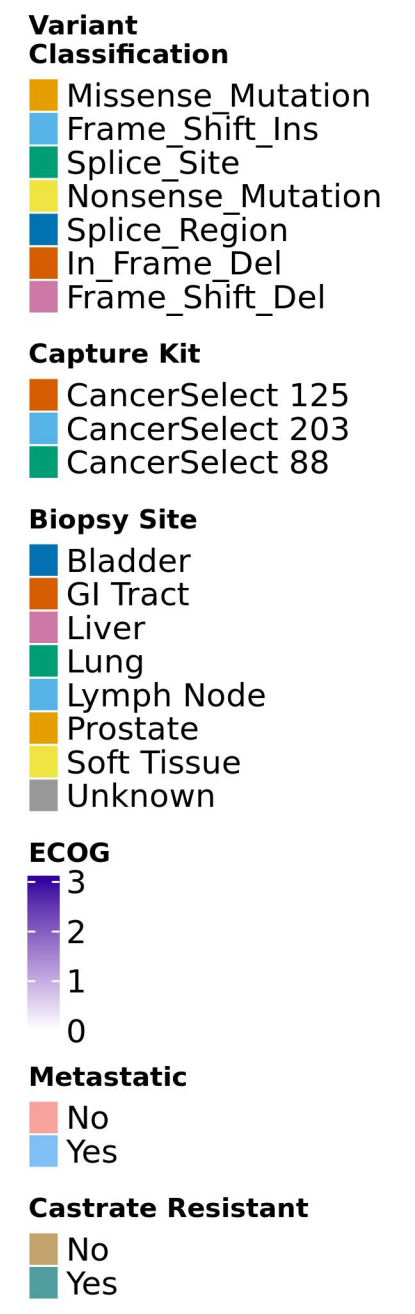 Variant
Classification
Missense_Mutation
Frame_Shift_Ins
Splice_Site
Nonsense_Mutation
Splice_Region
In_Frame_Del
Frame_Shift_Del
Capture Kit
CancerSelect 125
CancerSelect 203
CancerSelect 88
Biopsy Site
Bladder
GI Tract
Liver
Lung
Lymph Node
Prostate
Soft Tissue
Unknown
ECOG
3
2
1
0
Metastatic
No
Yes
Castrate Resistant
No
Yes